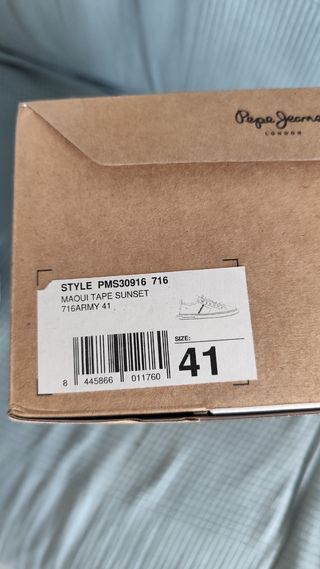 Pepe Jeans
LONDON
STYLE PMS30916 716
MAOUI TAPE SUNSET
716ARMY 41
SIZE:
41
8 445866 011760